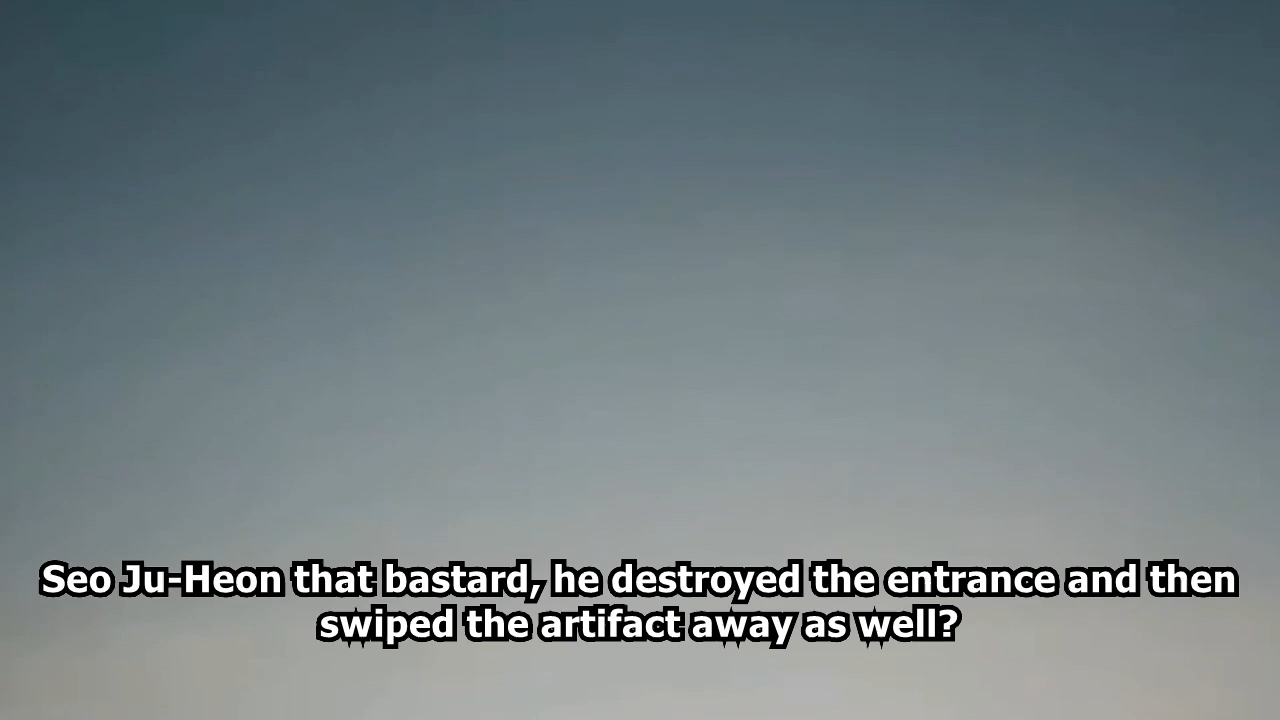 Seo Ju-Heon that bastard, he destroyed the entrance and then
swiped the artifact away as well?